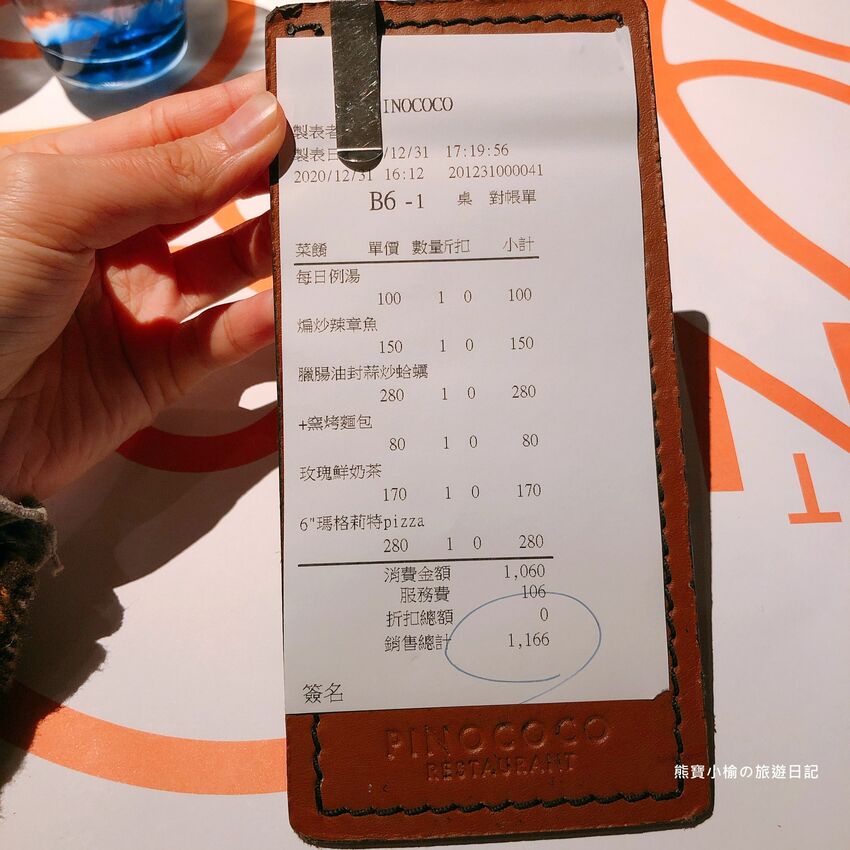 INOCOCO
製表
製表日 /12/31 17:19:56
2020/12/31 16:12 201231000041
B6 -1 桌 對帳單
菜餚 單價 數量 折扣 小計
每日例湯
100 1 0 100
煸炒辣章魚
150 1 0 150
臘腸油封蒜炒蛤蠣
280 1 0 280
+窯烤麵包
80 1 0 80
玫瑰鮮奶茶
170 1 0 170
6"瑪格莉特pizza
280 1 0 280
消費金額 1,060
服務費 106
折扣總額 0
銷售總計 1,166
簽名
PINOCOCO
RESTAURANT
熊寶小榆の旅遊日記